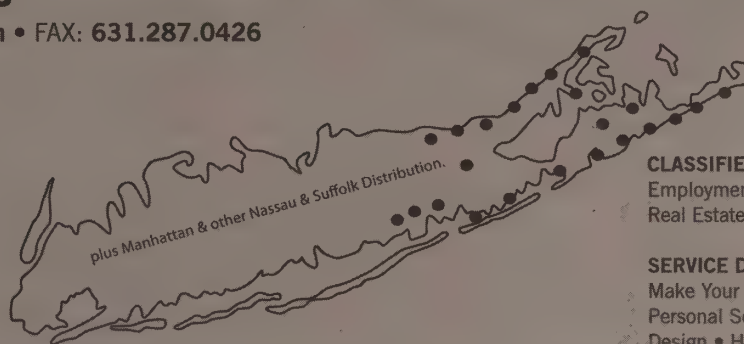 • FAX: 631.287.0426
plus Manhattan & other Nassau & Suffolk Distribution.
CLASSIFIE
Employmen
Real Estate
SERVICE D
Make Your
Personal Se
Design • H